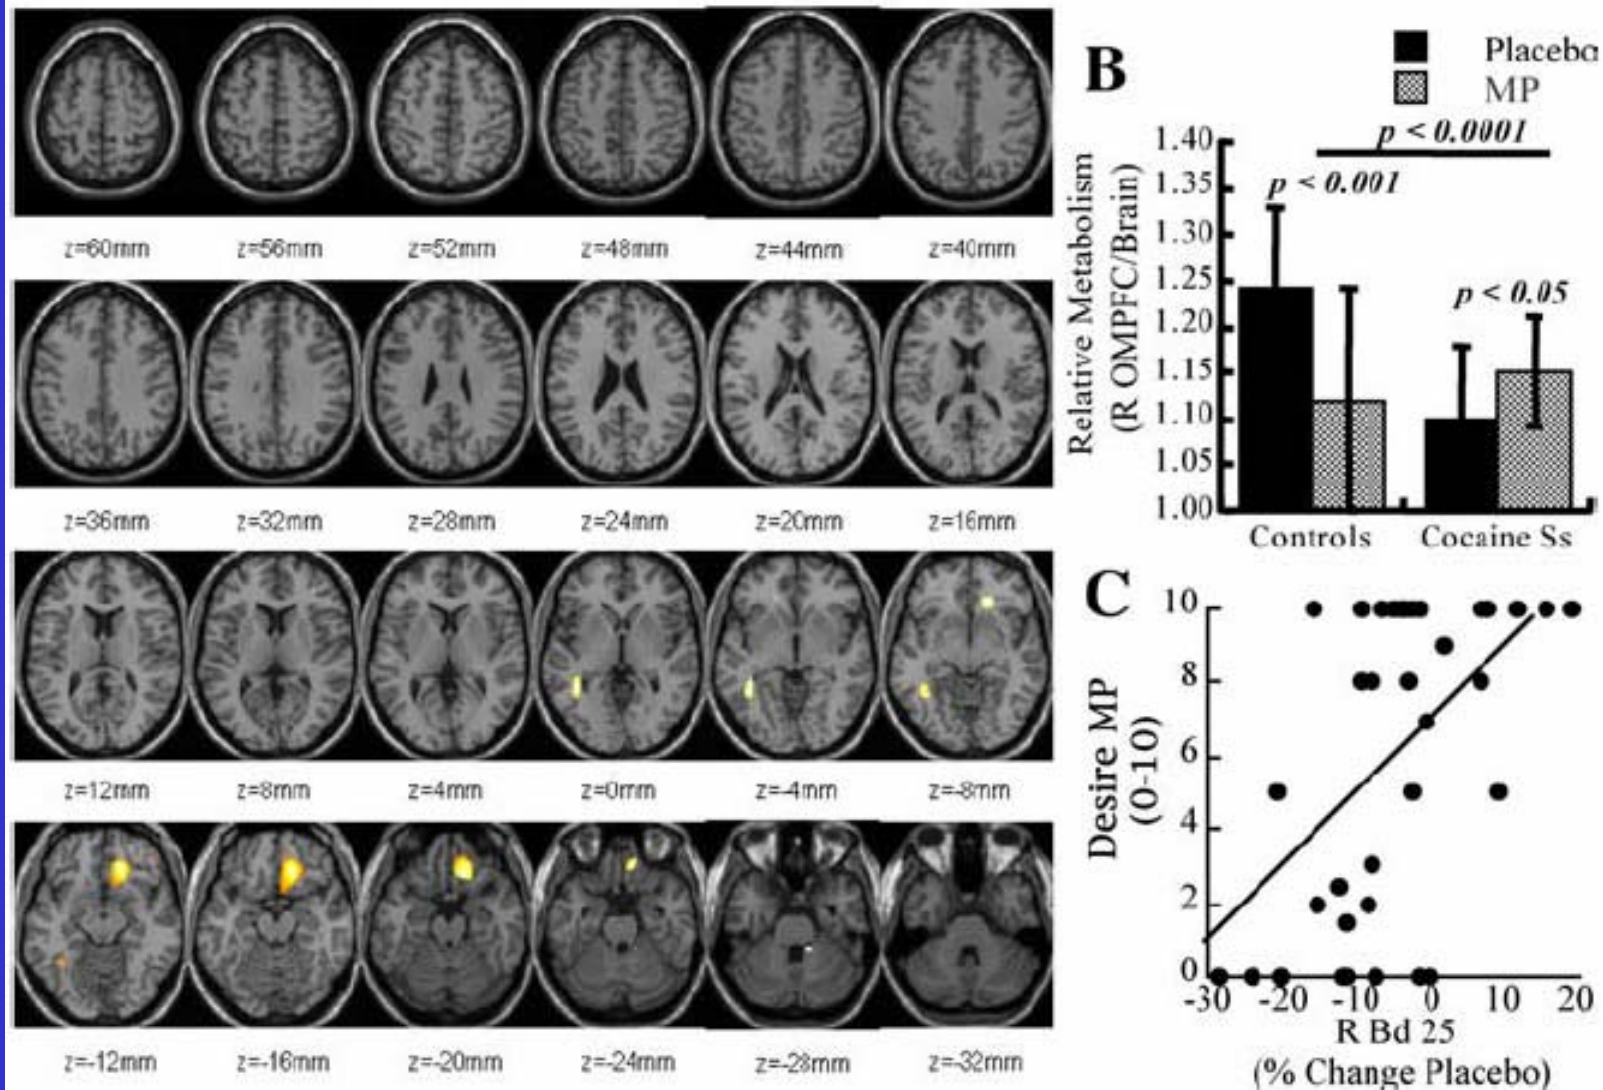 z=60mm z=56mm z=52mm z=48mm z=44mm z=40mm
z=36mm z=32mm z=28mm z=24mm z=20mm z=16mm
z=12mm z=8mm z=4mm z=0mm z=-4mm z=-8mm
z=-12mm z=-16mm z=-20mm z=-24mm z=-28mm z=-32mm
B
Placebo
MP
p < 0.0001
p < 0.001
p < 0.05
Relative Metabolism
(R OMPFC/Brain)
1.40
1.35
1.30
1.25
1.20
1.15
1.10
1.05
1.00
Controls Cocaine Ss
C
Desire MP
(0-10)
10
8
6
4
2
0
-30 -20 -10 0 10 20
R Bd 25
(% Change Placebo)